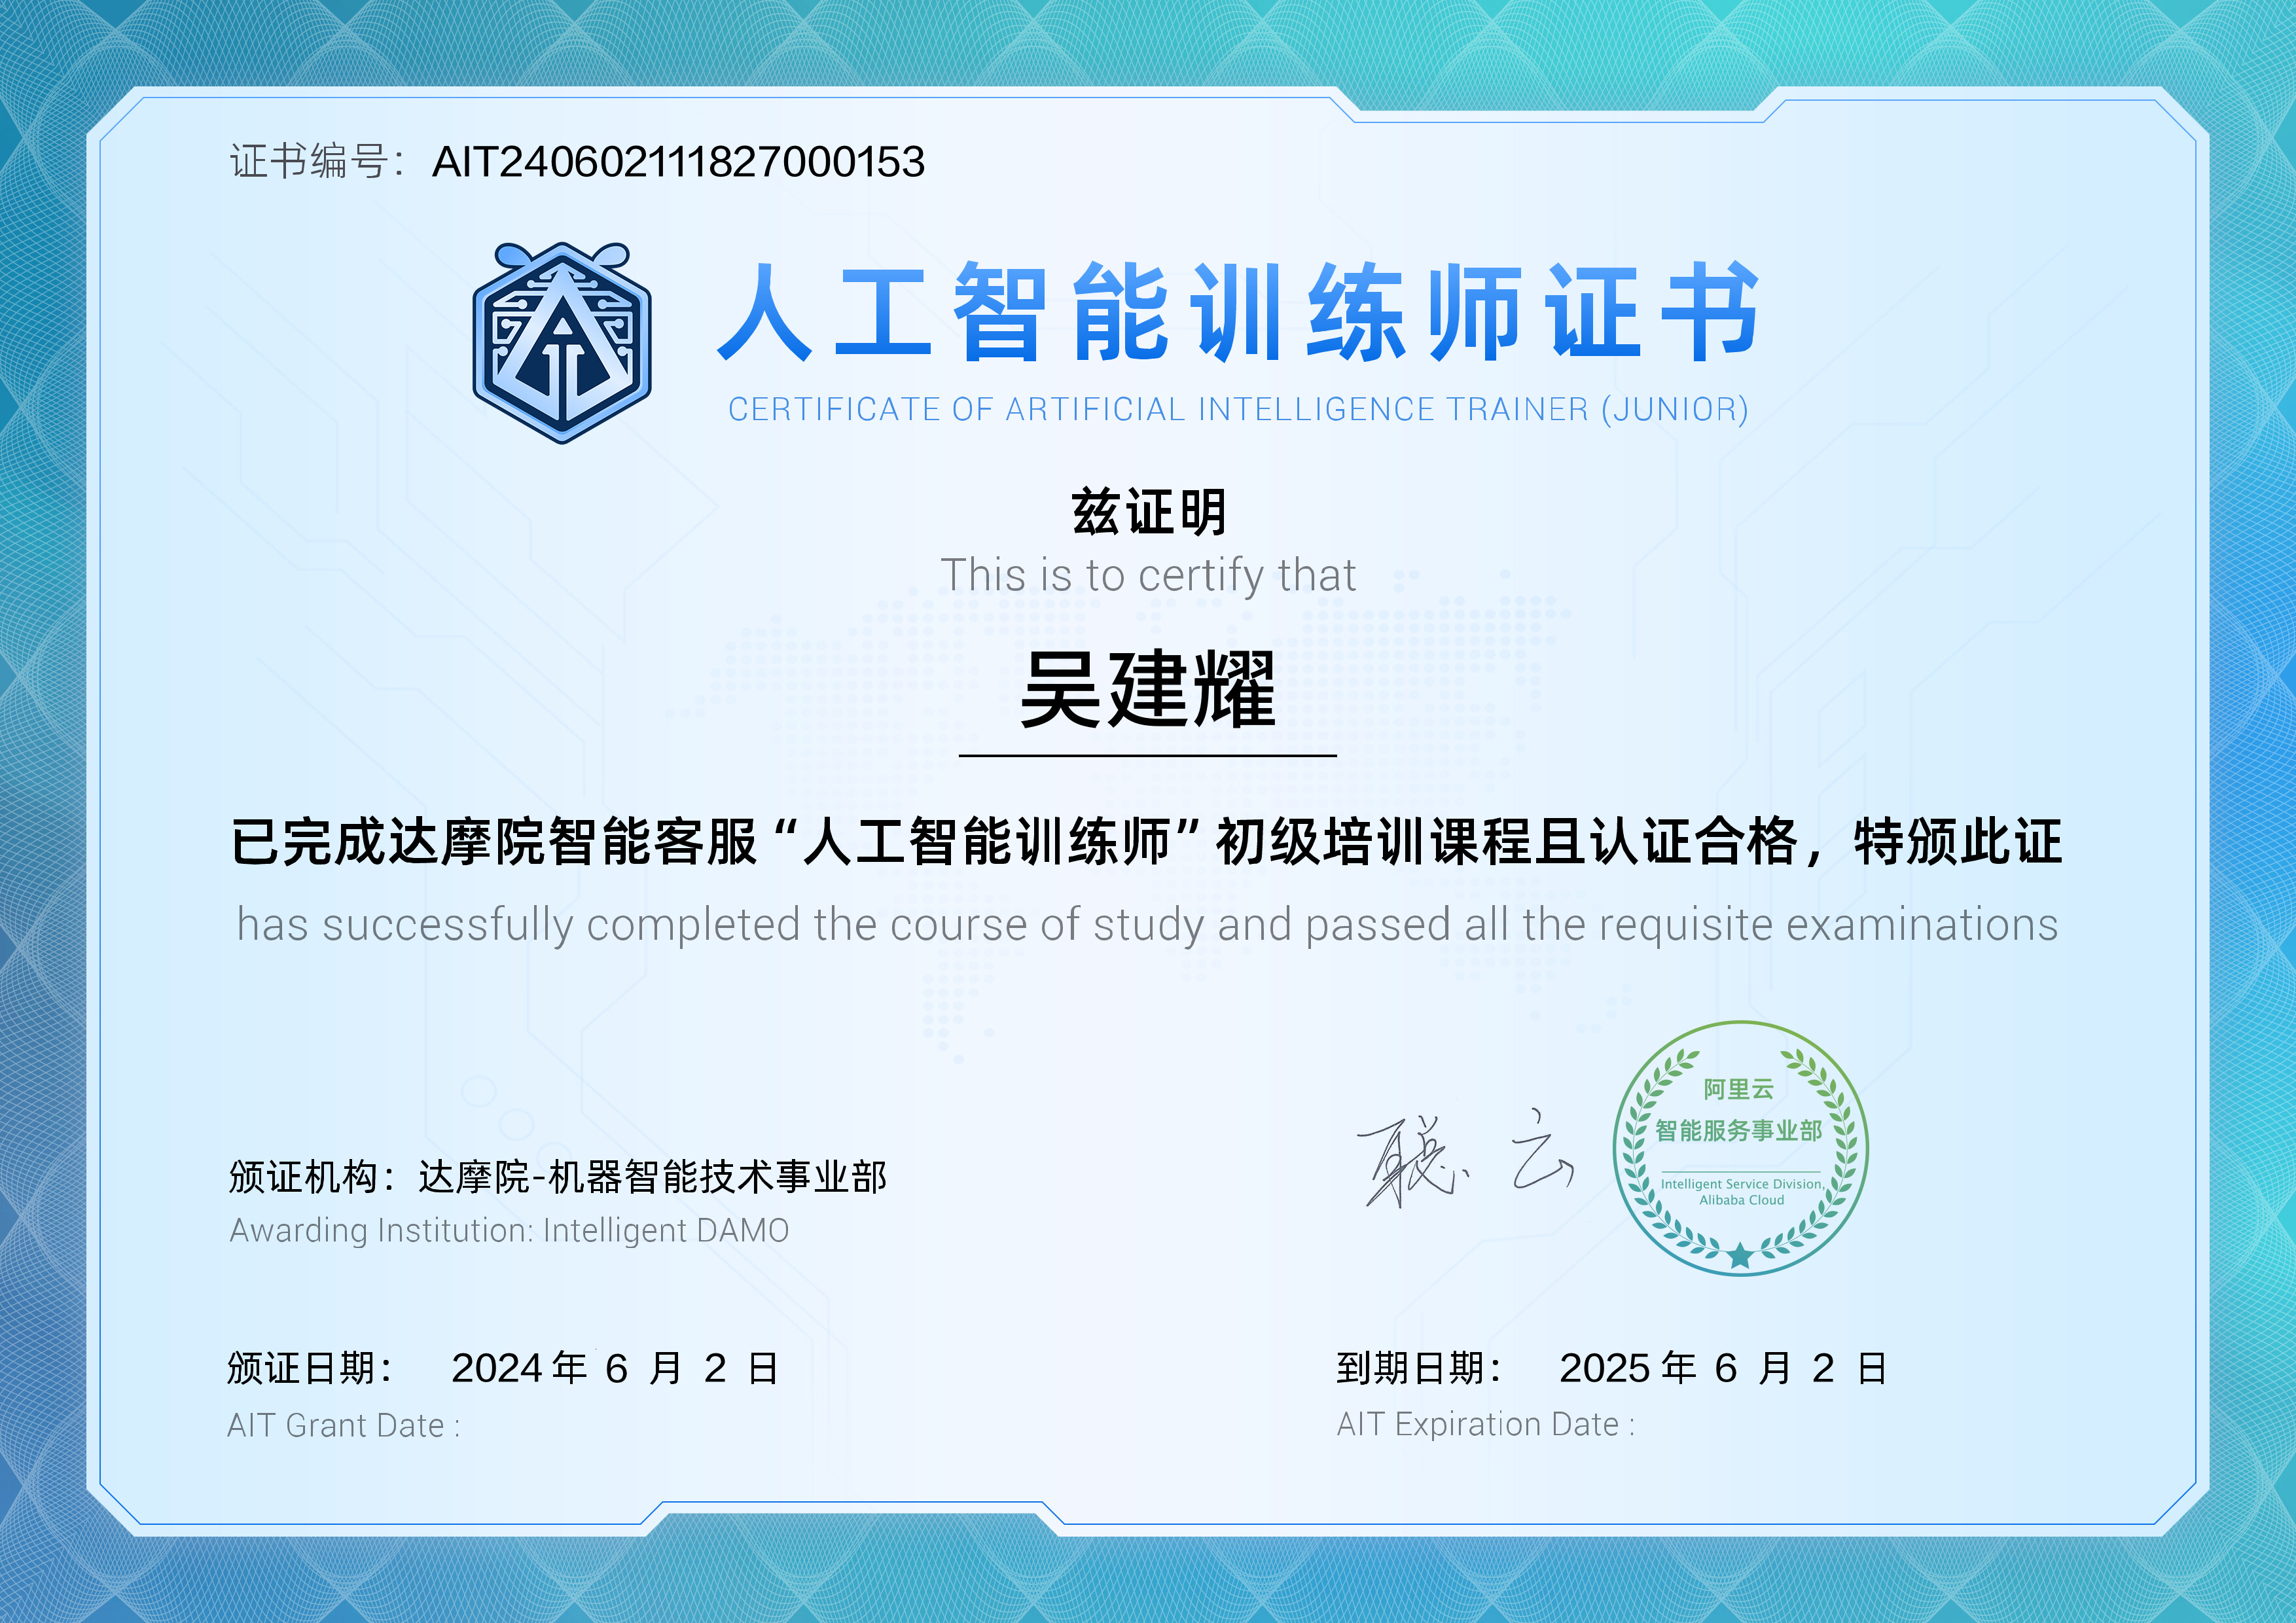 证书编号：AIT240602111827000153
人工智能训练师证书
CERTIFICATE OF ARTIFICIAL INTELLIGENCE TRAINER (JUNIOR)
兹证明
This is to certify that
吴建耀
已完成达摩院智能客服“人工智能训练师”初级培训课程且认证合格，特颁此证
has successfully completed the course of study and passed all the requisite examinations
聪云
阿里云
智能服务事业部
Intelligent Service Division,
Alibaba Cloud
颁证机构：达摩院-机器智能技术事业部
Awarding Institution: Intelligent DAMO
颁证日期： 2024 年 6 月 2 日
AIT Grant Date :
到期日期： 2025 年 6 月 2 日
AIT Expiration Date :